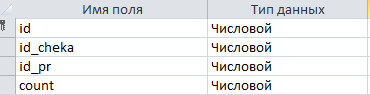 Имя поля Тип данных
id Числовой
id_cheka Числовой
id_pr Числовой
count Числовой